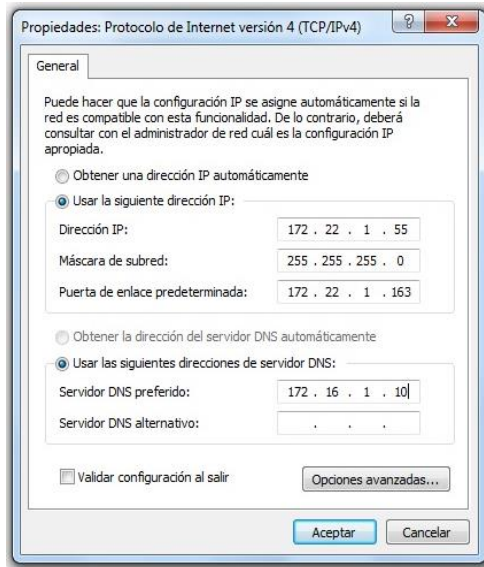 Propiedades: Protocolo de Internet versión 4 (TCP/IPv4)
General
Puede hacer que la configuración IP se asigne automáticamente si la
red es compatible con esta funcionalidad. De lo contrario, deberá
consultar con el administrador de red cuál es la configuración IP
apropiada.
Obtener una dirección IP automáticamente
Usar la siguiente dirección IP:
Dirección IP: 172 . 22 . 1 . 55
Máscara de subred: 255 . 255 . 255 . 0
Puerta de enlace predeterminada: 172 . 22 . 1 . 163
Obtener la dirección del servidor DNS automáticamente
Usar las siguientes direcciones de servidor DNS:
Servidor DNS preferido: 172 . 16 . 1 . 10
Servidor DNS alternativo: . . .
Validar configuración al salir
Opciones avanzadas...
Aceptar Cancelar